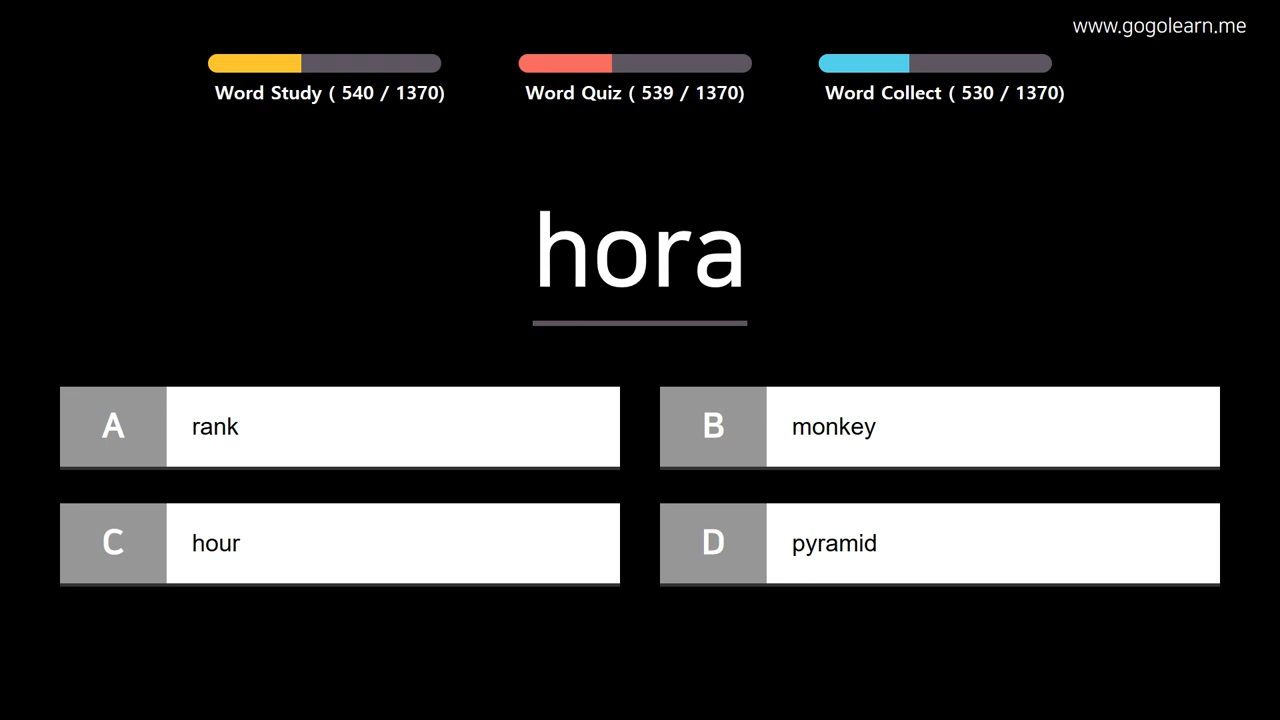 www.gogolearn.me
Word Study ( 540 / 1370)
Word Quiz ( 539 / 1370)
Word Collect ( 530 / 1370)
hora
A rank
B monkey
C hour
D pyramid